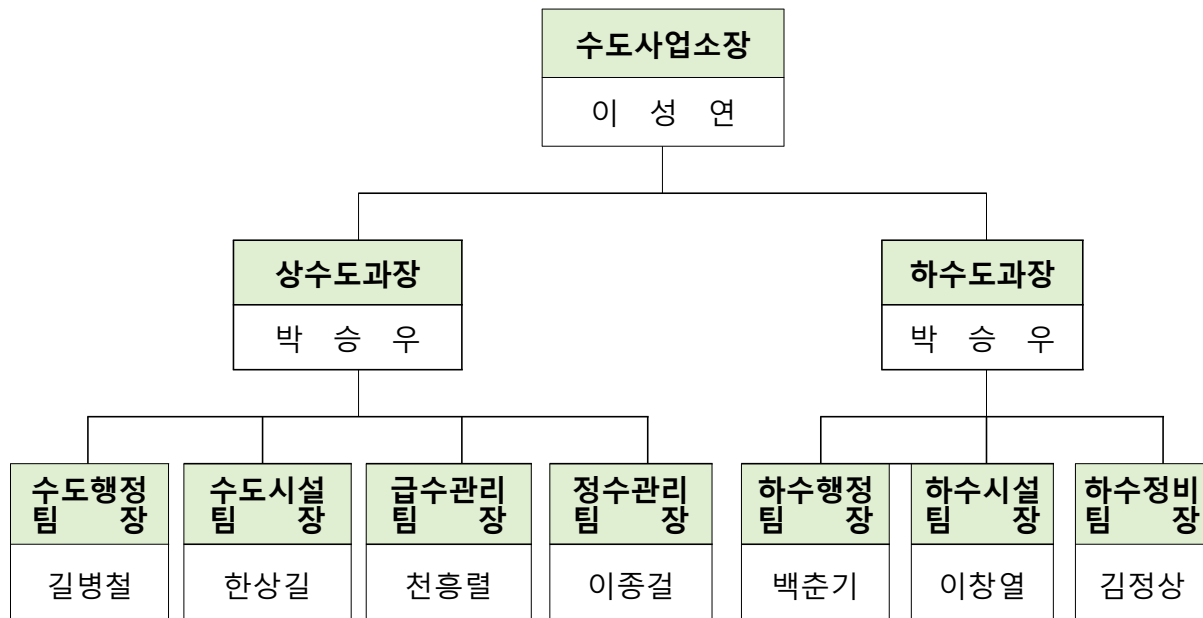 수도사업소장
이 성 연
상수도과장
박 승 우
하수도과장
박 승 우
수도행정
팀 장
길병철
수도시설
팀 장
한상길
급수관리
팀 장
천흥렬
정수관리
팀 장
이종걸
하수행정
팀 장
백춘기
하수시설
팀 장
이창열
하수정비
팀 장
김정상